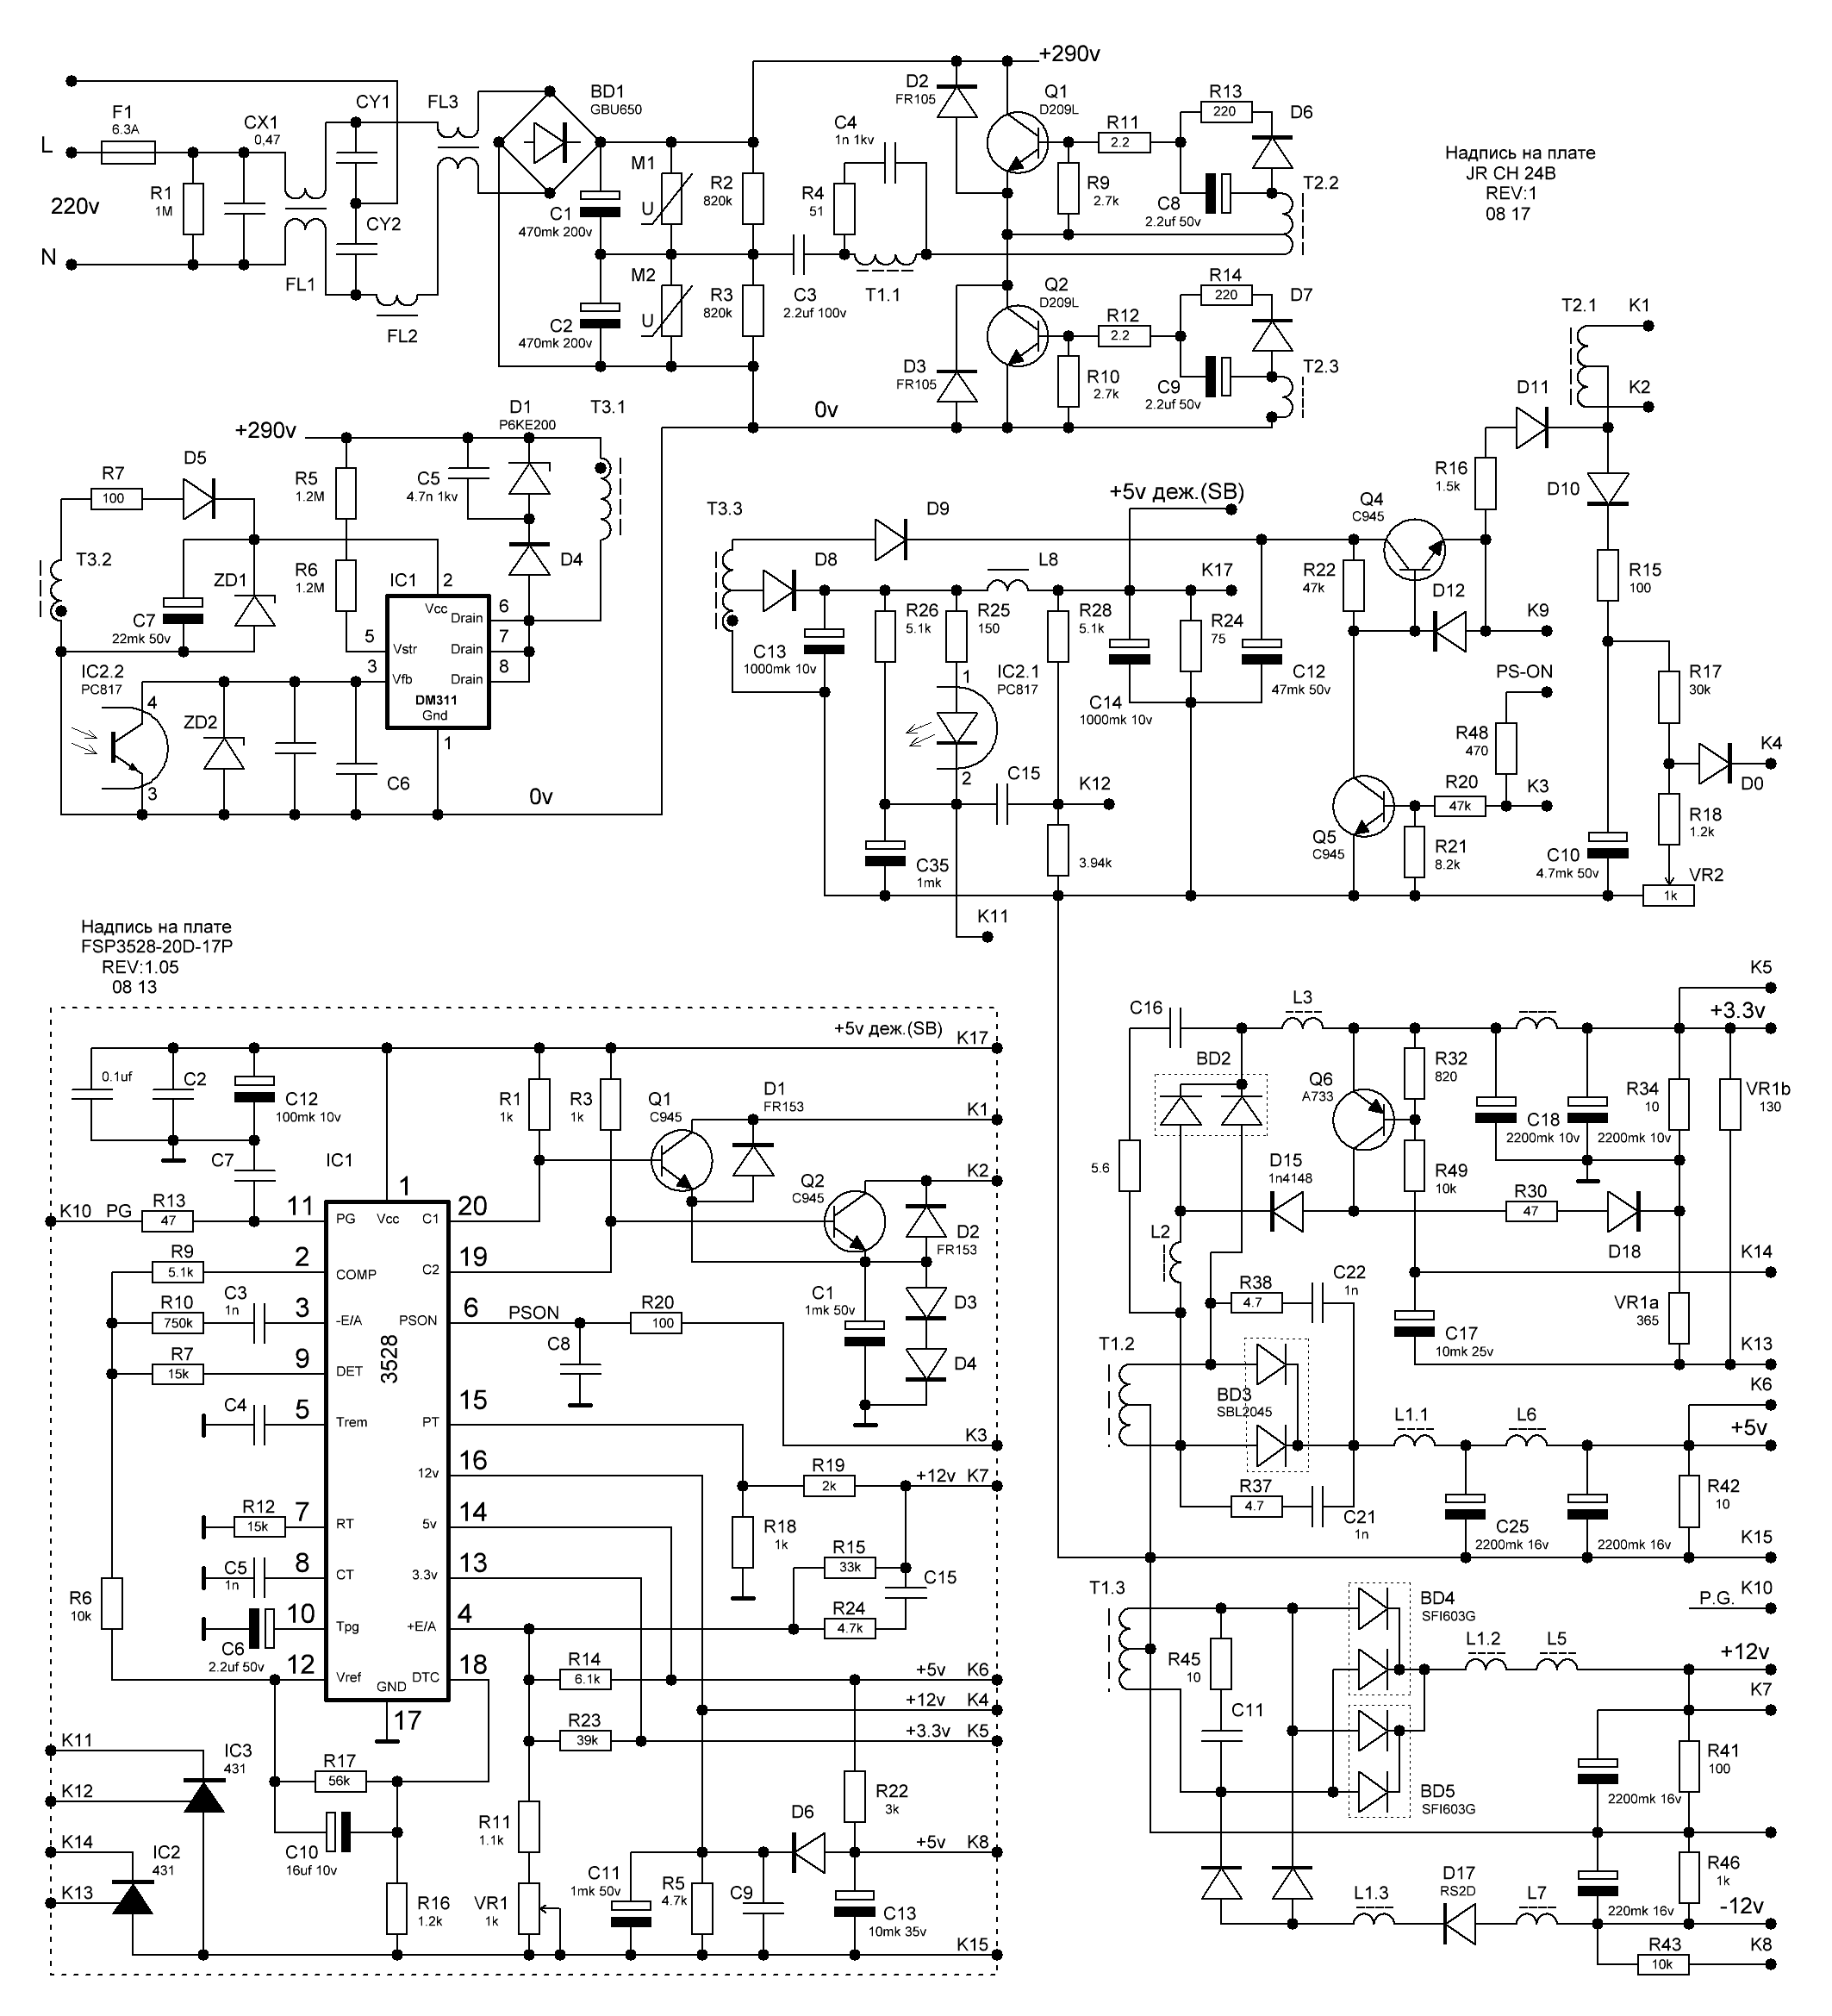 +290v
F1
6.3A
L
R1
1M
220v
N
CX1
0,47
FL1
CY1
CY2
FL2
FL3
BD1
GBU650
C1
470mk 200v
C2
470mk 200v
M1
U
M2
U
R2
820k
R3
820k
C3
2.2uf 100v
C4
1n 1kv
R4
51
T1.1
D2
FR105
Q1
D209L
R11
2.2
R13
220
D6
R9
2.7k
C8
2.2uf 50v
T2.2
D3
FR105
Q2
D209L
R12
2.2
R14
220
D7
R10
2.7k
C9
2.2uf 50v
T2.3
0v
Надпись на плате
JR CH 24B
REV:1
08 17
+290v
R7
100
D5
T3.2
C7
22mk 50v
ZD1
R5
1.2M
R6
1.2M
C5
4.7n 1kv
D1
P6KE200
D4
T3.1
IC1
2
Vcc
Drain
6
5
Vstr
Drain
7
3
Vfb
Drain
8
DM311
Gnd
1
IC2.2
PC817
4
3
ZD2
C6
0v
T3.3
D9
D8
C13
1000mk 10v
R26
5.1k
R25
150
L8
R28
5.1k
+5v деж.(SB)
K17
R24
75
C14
1000mk 10v
C12
47mk 50v
1
IC2.1
PC817
2
C15
K12
C35
1mk
3.94k
K11
T2.1
K1
K2
D11
R16
1.5k
D10
Q4
C945
R22
47k
D12
K9
R15
100
PS-ON
R48
470
R20
47k
K3
Q5
C945
R21
8.2k
R17
30k
K4
D0
R18
1.2k
C10
4.7mk 50v
VR2
1k
Надпись на плате
FSP3528-20D-17P
REV:1.05
08 13
+5v деж.(SB)
K17
0.1uf
C2
C12
100mk 10v
C7
IC1
R1
1k
R3
1k
Q1
C945
D1
FR153
K1
Q2
C945
K2
D2
FR153
C1
1mk 50v
D3
D4
K10
PG
R13
47
11
PG
1
Vcc
C1
20
R9
5.1k
2
COMP
C2
19
R10
750k
C3
1n
3
-E/A
PSON
6
PSON
R20
100
C8
3528
R7
15k
9
DET
C4
5
Trem
PT
15
K3
12v
16
R19
2k
+12v
K7
R12
15k
7
RT
5v
14
R18
1k
C5
1n
8
CT
3.3v
13
R15
33k
C15
R6
10k
10
Tpg
C6
2.2uf 50v
+E/A
4
R24
4.7k
12
Vref
GND
DTC
18
17
R14
6.1k
+5v
K6
+12v
K4
R23
39k
+3.3v
K5
K11
IC3
431
K12
R17
56k
C10
16uf 10v
K14
IC2
431
K13
R16
1.2k
R11
1.1k
VR1
1k
C11
1mk 50v
R5
4.7k
C9
D6
R22
3k
+5v
K8
C13
10mk 35v
K15
K5
C16
L3
+3.3v
BD2
Q6
A733
R32
820
C18
2200mk 10v
2200mk 10v
R34
10
VR1b
130
5.6
D15
1n4148
R49
10k
R30
47
D18
L2
K14
R38
4.7
C22
1n
C17
10mk 25v
VR1a
365
K13
T1.2
BD3
SBL2045
K6
L1.1
L6
+5v
R37
4.7
C21
1n
C25
2200mk 16v
2200mk 16v
R42
10
K15
T1.3
BD4
SFI603G
P.G.
K10
R45
10
L1.2
L5
+12v
C11
K7
BD5
SFI603G
2200mk 16v
R41
100
D17
RS2D
L1.3
L7
220mk 16v
R46
1k
-12v
R43
10k
K8